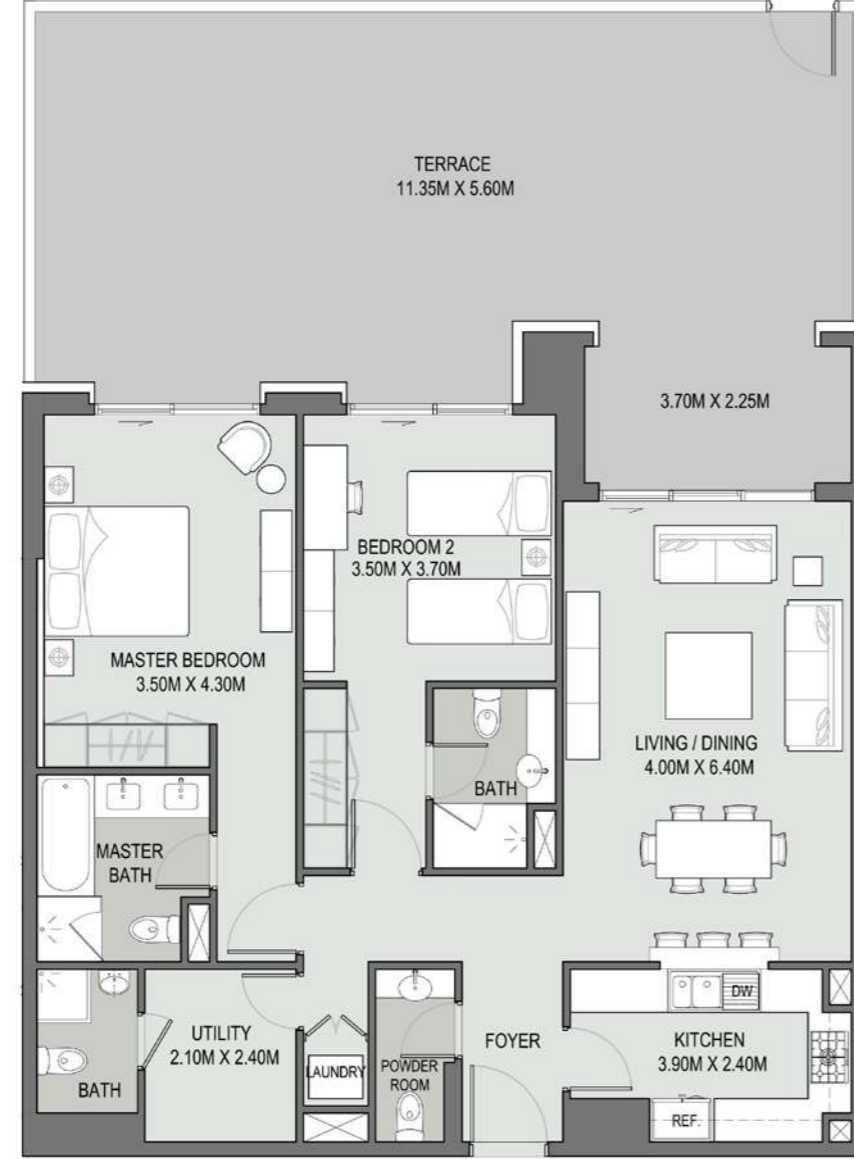 TERRACE
11.35M X 5.60M
3.70M X 2.25M
BEDROOM 2
3.50M X 3.70M
MASTER BEDROOM
3.50M X 4.30M
LIVING / DINING
4.00M X 6.40M
BATH
MASTER
BATH
DW
UTILITY
2.10M X 2.40M
FOYER
KITCHEN
3.90M X 2.40M
LAUNDRY
POWDER
ROOM
BATH
REF.